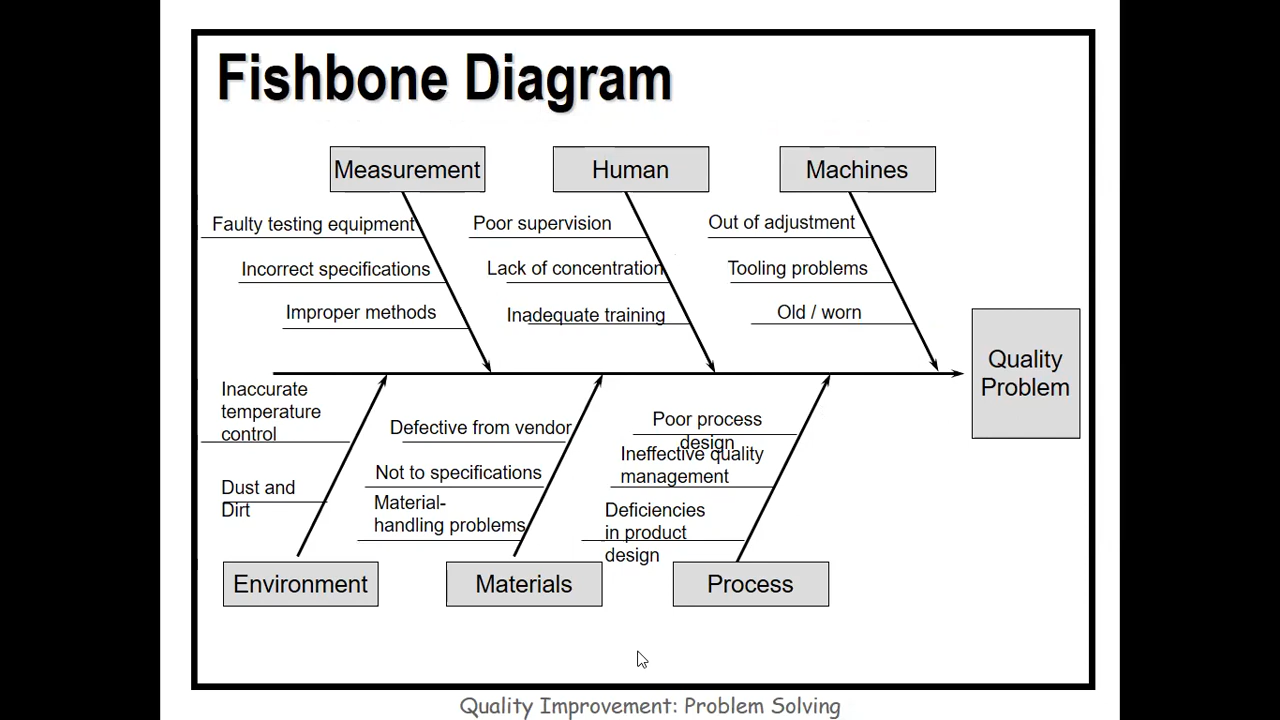 Fishbone Diagram
Measurement
Human
Machines
Faulty testing equipment
Poor supervision
Out of adjustment
Incorrect specifications
Lack of concentration
Tooling problems
Improper methods
Inadequate training
Old / worn
Quality
Problem
Inaccurate
temperature
control
Defective from vendor
Poor process
design
Ineffective quality
management
Not to specifications
Dust and
Dirt
Material-
handling problems
Deficiencies
in product
design
Environment
Materials
Process
Quality Improvement: Problem Solving